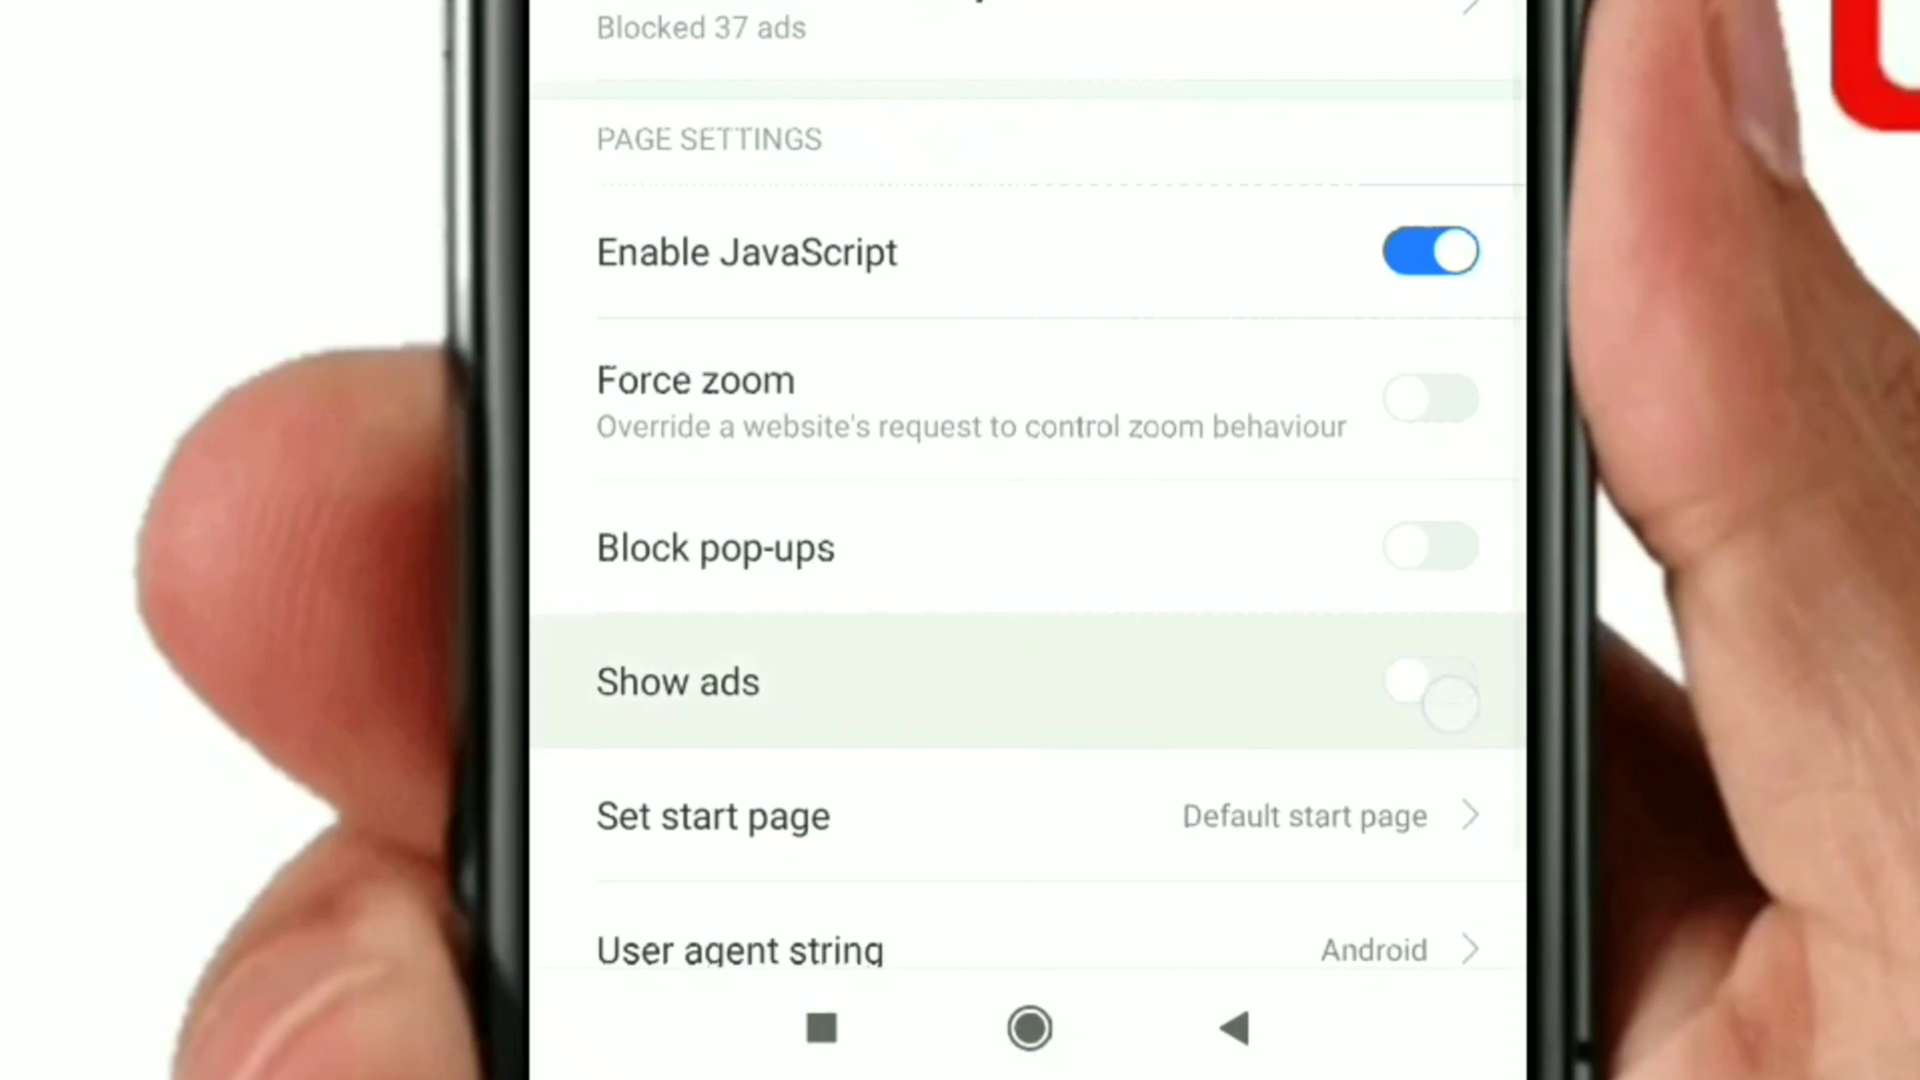 Blocked 37 ads
PAGE SETTINGS
Enable JavaScript
Force zoom
Override a website's request to control zoom behaviour
Block pop-ups
Show ads
Set start page
Default start page
User agent string
Android